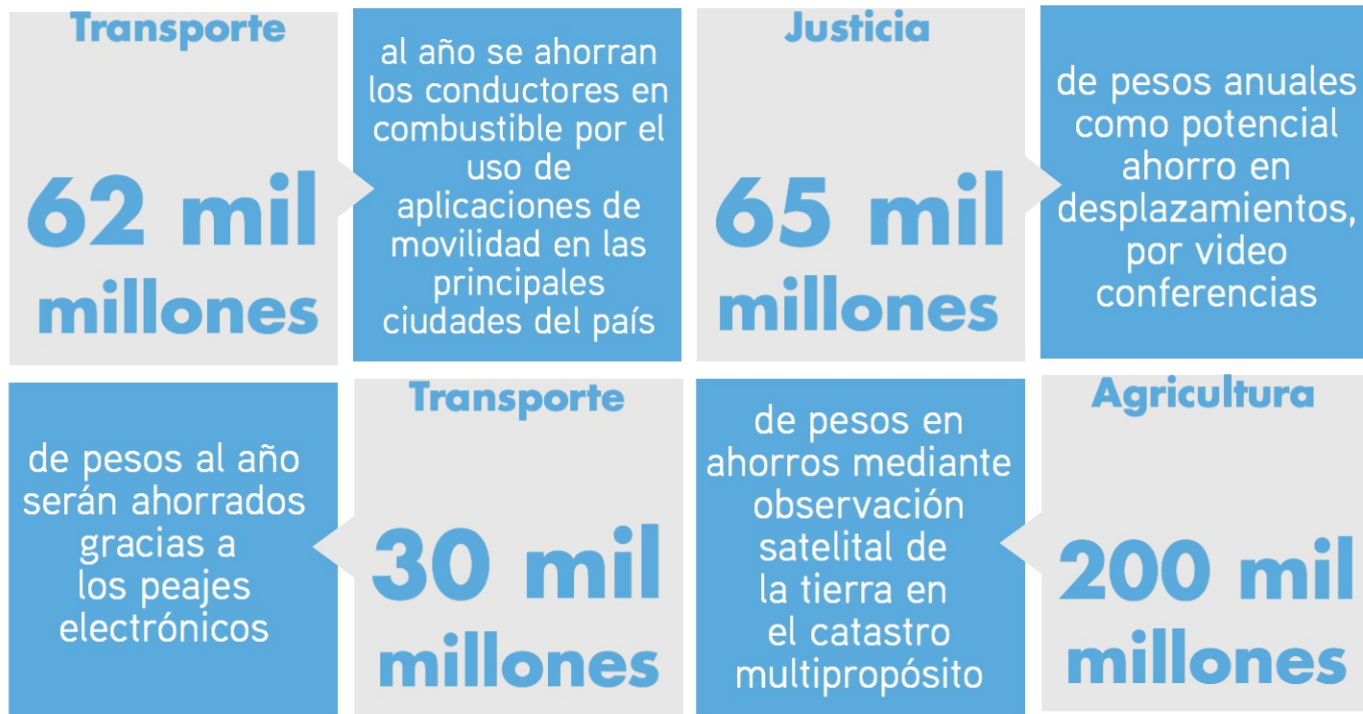 Transporte
62 mil
millones
al año se ahorran
los conductores en
combustible por el
uso de
aplicaciones de
movilidad en las
principales
ciudades del país
Justicia
65 mil
millones
de pesos anuales
como potencial
ahorro en
desplazamientos,
por video
conferencias
Transporte
30 mil
millones
de pesos al año
serán ahorrados
gracias a
los peajes
electrónicos
Agricultura
200 mil
millones
de pesos en
ahorros mediante
observación
satelital de
la tierra en
el catastro
multipropósito